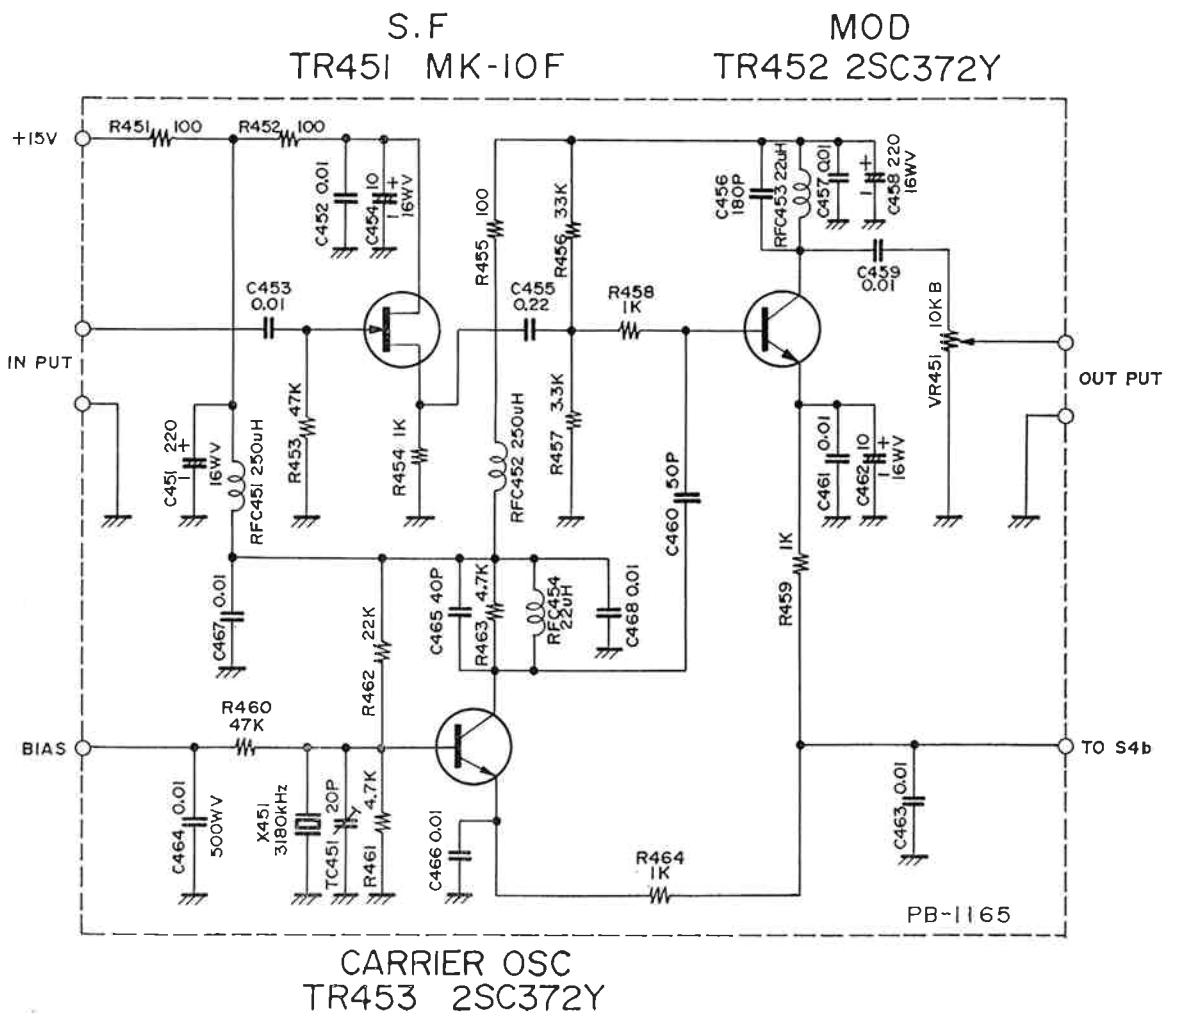 S.F
TR451 MK-10F
MOD
TR452 2SC372Y
+15V
R451 100
R452 100
C452 0.01
C454 10
16WV
+
R455 100
R456 33K
C456
180P
RFC453 22uH
C457 0.01
C458 220
16WV
+
C453
0.01
C455
0.22
R458
1K
C459
0.01
VR451 10KB
IN PUT
OUT PUT
C451 220
16WV
+
RFC451 250uH
R453 47K
R454 1K
RFC452 250uH
R457 3.3K
C460 50P
C461 0.01
C462 10
16WV
+
R459 1K
C467 0.01
R462 22K
C465 40P
R463 4.7K
RFC454
22uH
C468 0.01
BIAS
R460
47K
TO S4b
C464 0.01
500WV
X451
3180kHz
TC451 20P
R461 4.7K
C466 0.01
R464
1K
C463 0.01
PB-1165
CARRIER OSC
TR453 2SC372Y